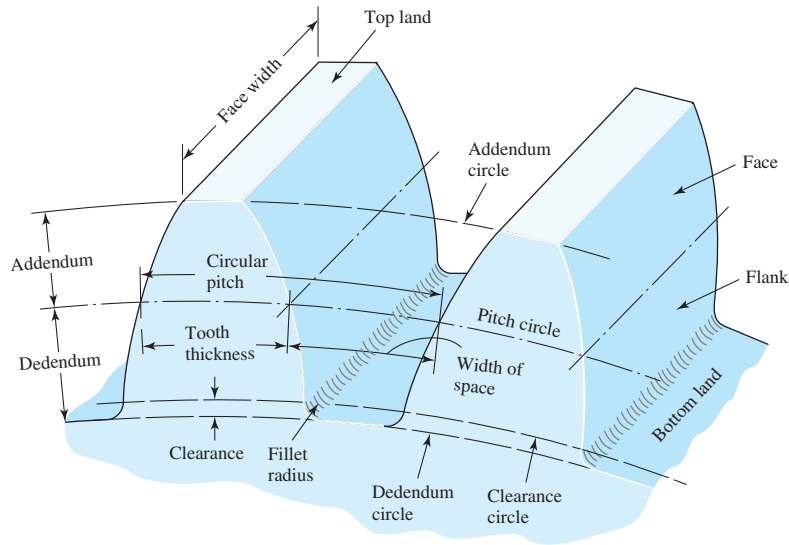 Top land
Face width
Addendum
circle
Face
Addendum
Circular
pitch
Flank
Pitch circle
Tooth
thickness
Dedendum
Width of
space
Bottom land
Clearance
Fillet
radius
Dedendum
circle
Clearance
circle